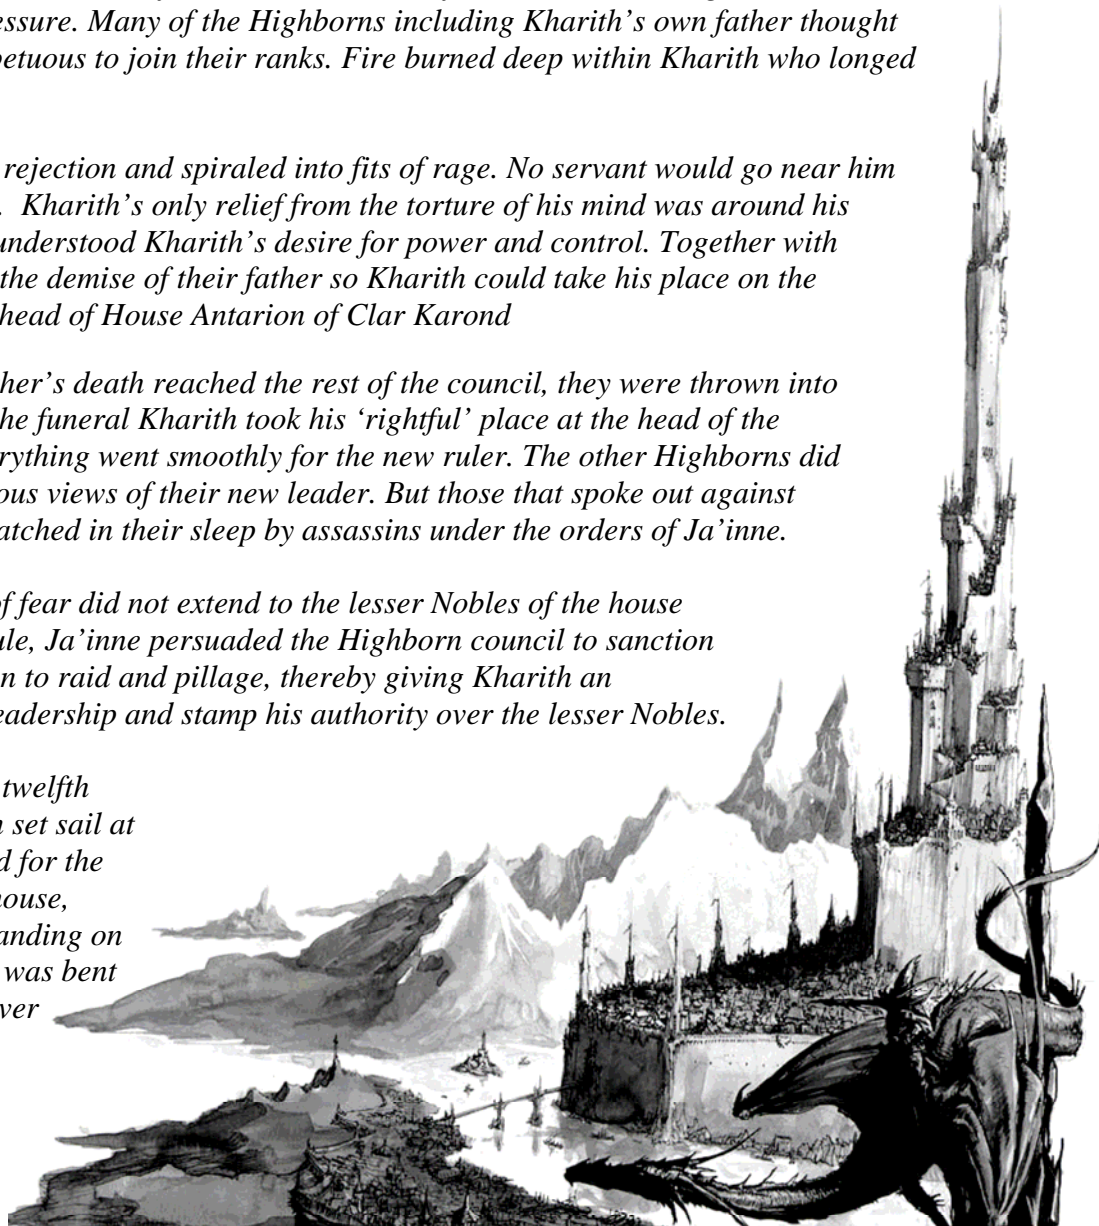 essure. Many of the Highborns including Kharith's own father thought
petuous to join their ranks. Fire burned deep within Kharith who longed
rejection and spiraled into fits of rage. No servant would go near him
. Kharith's only relief from the torture of his mind was around his
understood Kharith's desire for power and control. Together with
the demise of their father so Kharith could take his place on the
head of House Antarion of Clar Karond
her's death reached the rest of the council, they were thrown into
he funeral Kharith took his ‘rightful’ place at the head of the
rything went smoothly for the new ruler. The other Highborns did
ous views of their new leader. But those that spoke out against
atched in their sleep by assassins under the orders of Ja'inne.
of fear did not extend to the lesser Nobles of the house
ule, Ja'inne persuaded the Highborn council to sanction
n to raid and pillage, thereby giving Kharith an
eadership and stamp his authority over the lesser Nobles.
twelfth
n set sail at
d for the
house,
anding on
was bent
ver